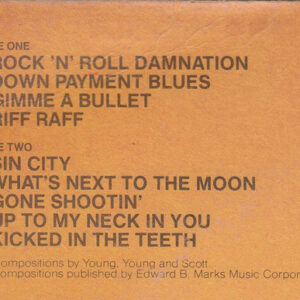 E ONE
ROCK 'N' ROLL DAMNATION
DOWN PAYMENT BLUES
GIMME A BULLET
RIFF RAFF
E TWO
SIN CITY
WHAT'S NEXT TO THE MOON
GONE SHOOTIN'
UP TO MY NECK IN YOU
KICKED IN THE TEETH
ompositions by Young, Young and Scott
ompositions published by Edward B. Marks Music Corpor